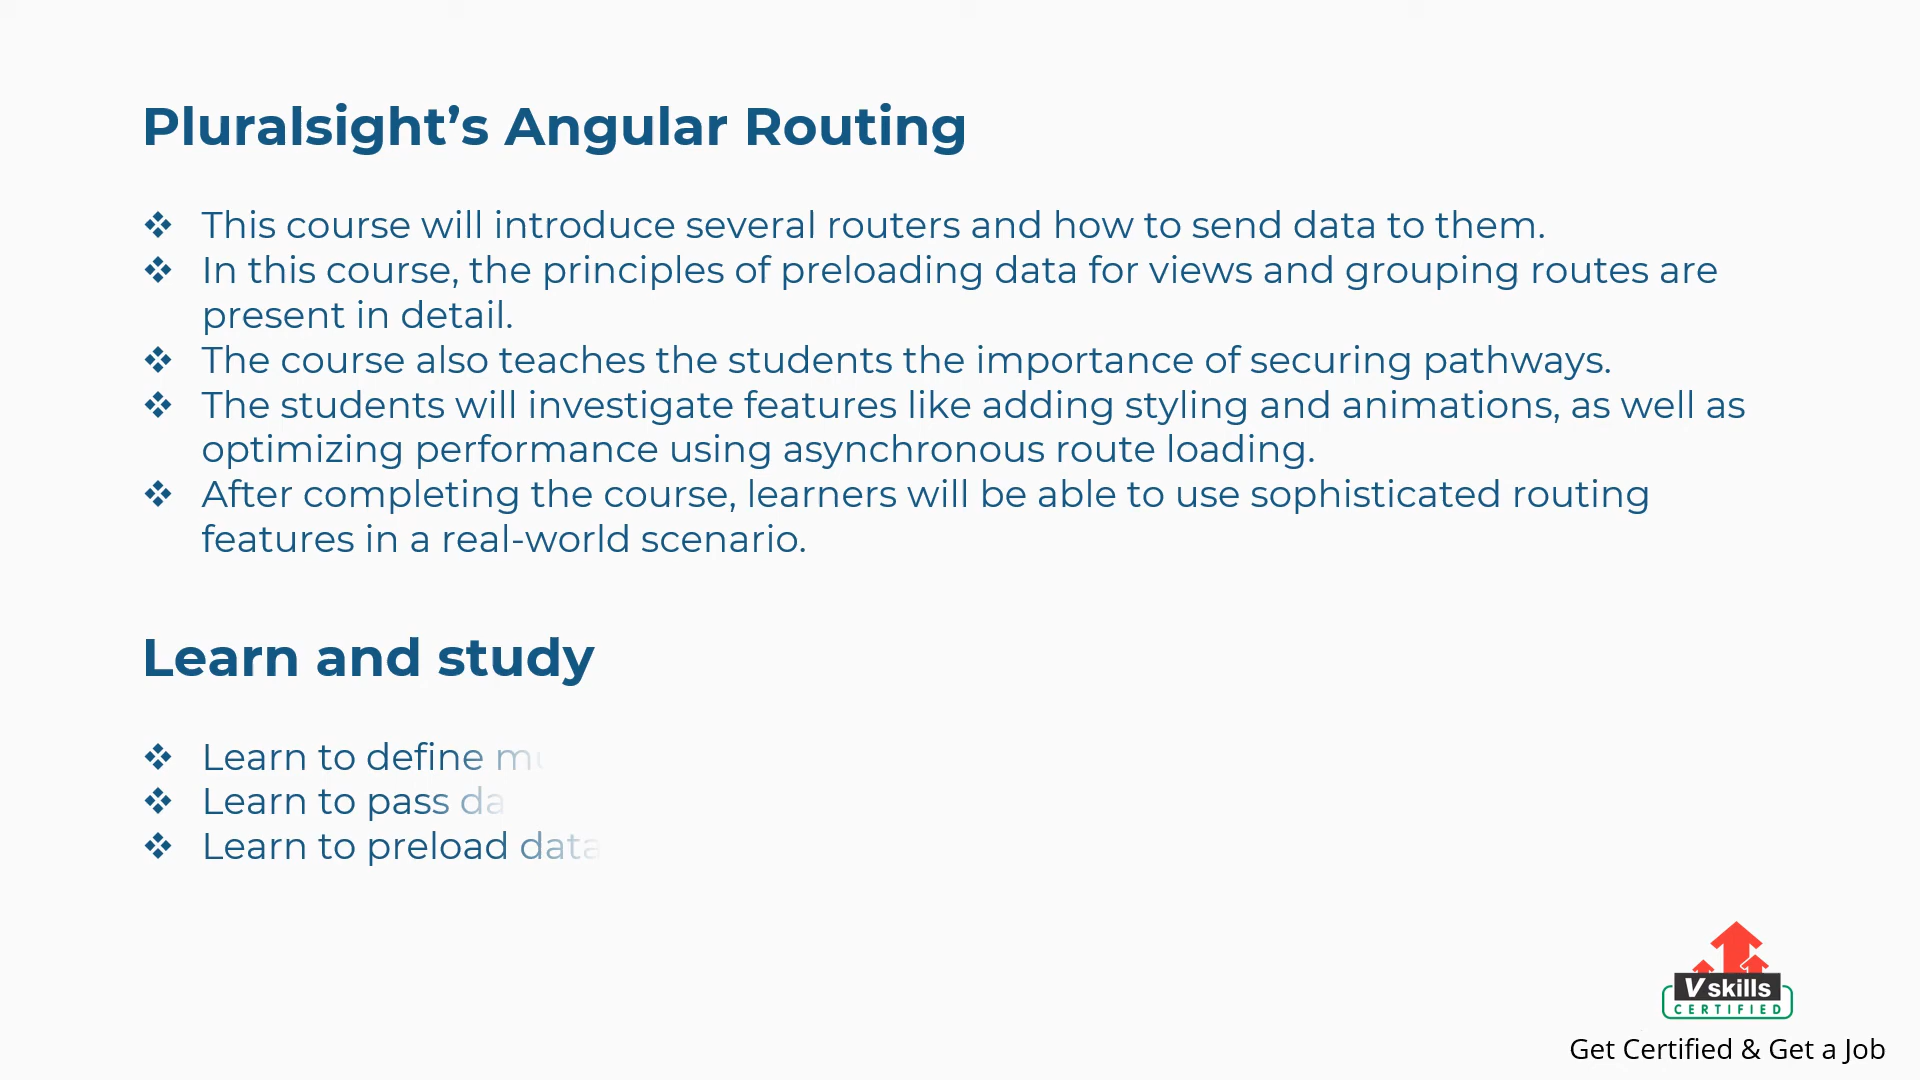 Pluralsight’s Angular Routing
❖ This course will introduce several routers and how to send data to them.
❖ In this course, the principles of preloading data for views and grouping routes are
present in detail.
❖ The course also teaches the students the importance of securing pathways.
❖ The students will investigate features like adding styling and animations, as well as
optimizing performance using asynchronous route loading.
❖ After completing the course, learners will be able to use sophisticated routing
features in a real-world scenario.
Learn and study
❖ Learn to define
❖ Learn to pass
❖ Learn to preload data
Vskills
CERTIFIED
Get Certified & Get a Job